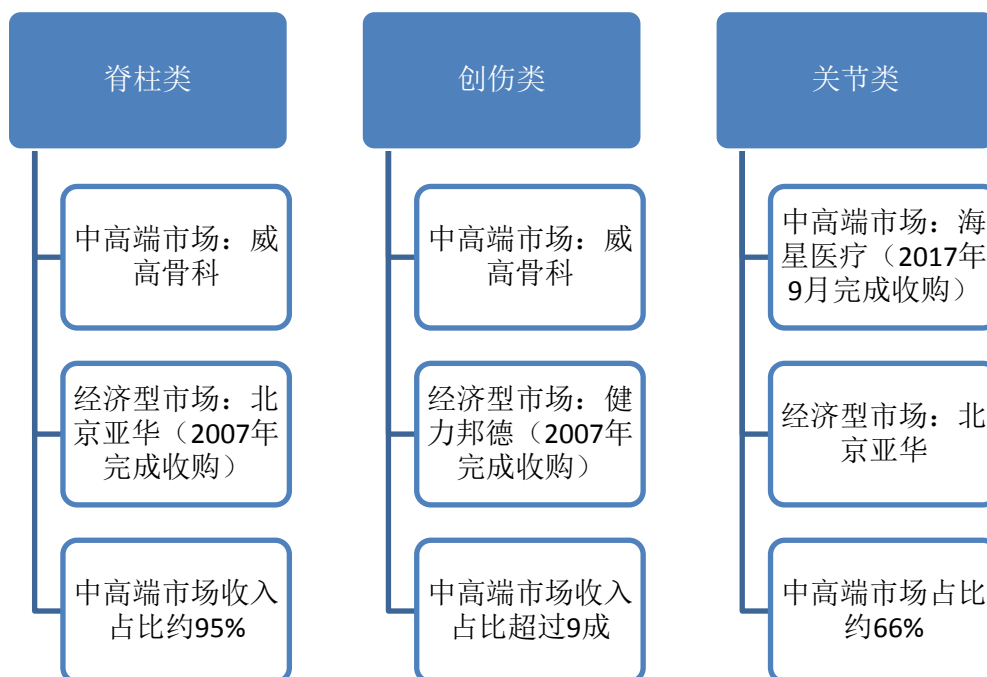 脊柱类
中高端市场：威
高骨科
经济型市场：北
京亚华（2007年
完成收购）
中高端市场收入
占比约95%
创伤类
中高端市场：威
高骨科
经济型市场：健
力邦德（2007年
完成收购）
中高端市场收入
占比超过9成
关节类
中高端市场：海
星医疗（2017年
9月完成收购）
经济型市场：北
京亚华
中高端市场占比
约66%